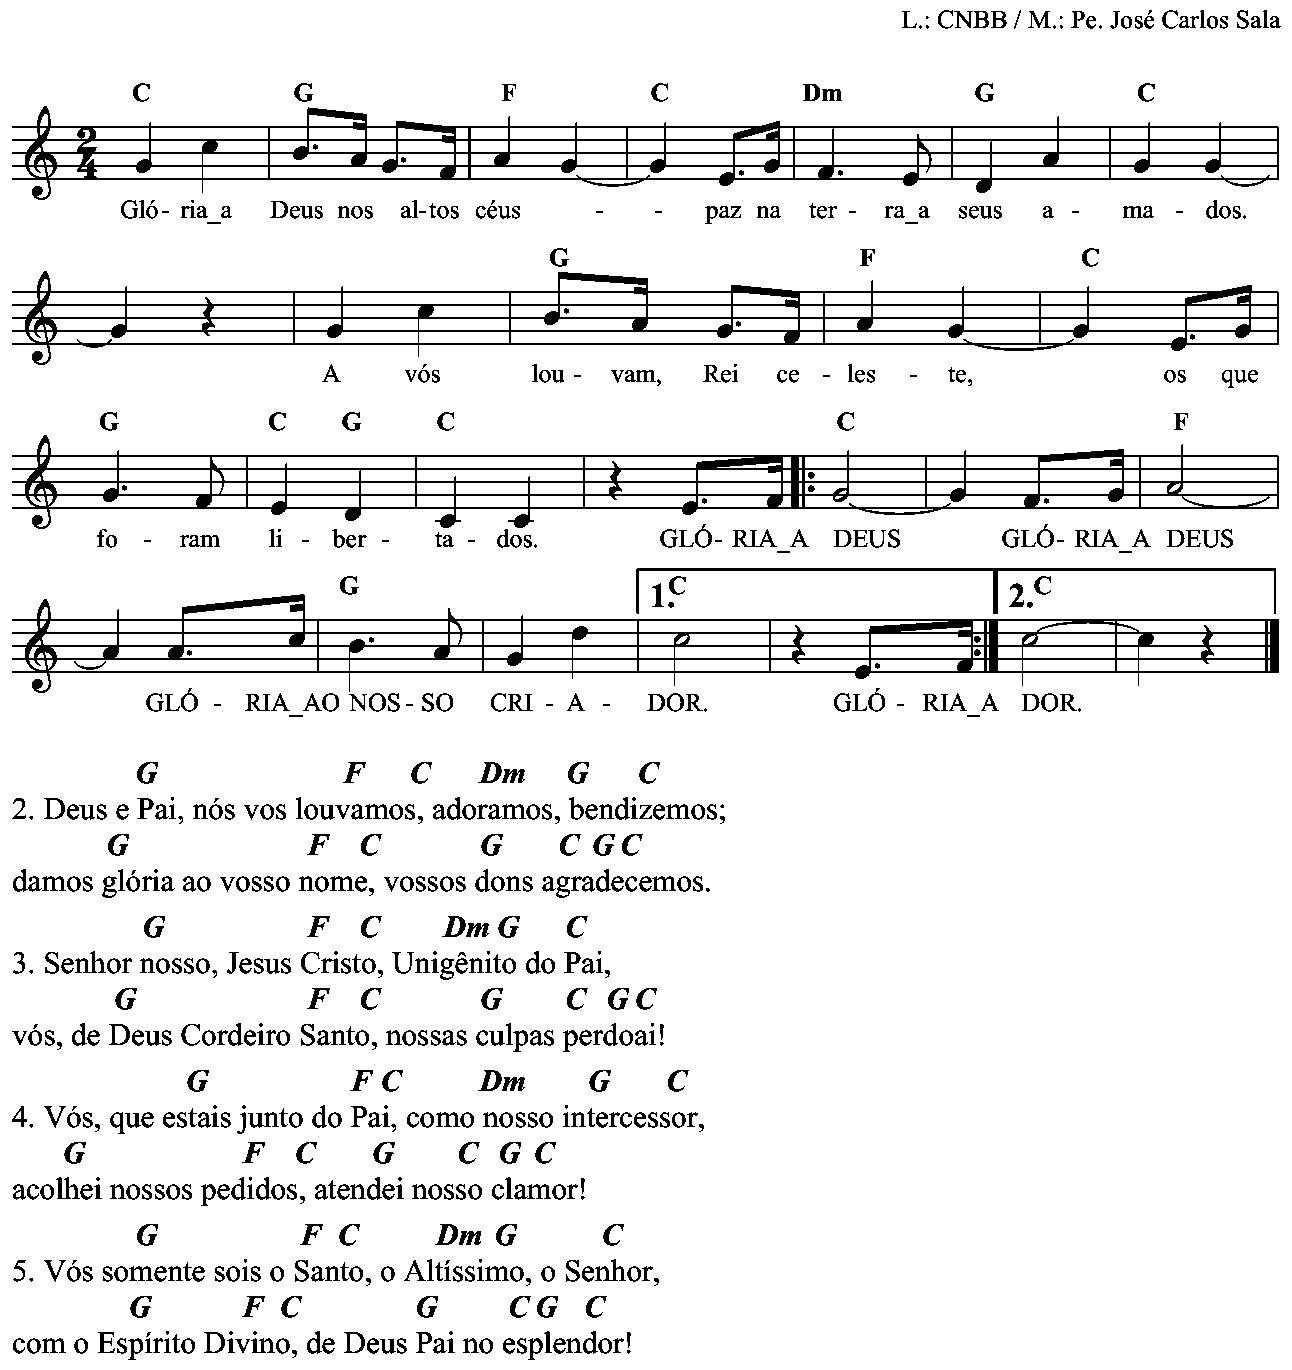 L.: CNBB / M.: Pe. José Carlos Sala
C G F C Dm G C
2/4
Gló- ria_a Deus nos al-tos céus - - paz na ter - ra_a seus a - ma - dos.
G F C
A vós lou - vam, Rei ce - les - te, os que
G C G C C F
fo - ram li - ber - ta - dos. GLÓ- RIA_A DEUS GLÓ- RIA_A DEUS
G 1. C 2. C
GLÓ - RIA_AO NOS - SO CRI - A - DOR. GLÓ - RIA_A DOR.
G F C Dm G C
2. Deus e Pai, nós vos louvamos, adoramos, bendizemos;
G F C G C G C
damos glória ao vosso nome, vossos dons agradecemos.
G F C Dm G C
3. Senhor nosso, Jesus Cristo, Unigênito do Pai,
G F C G C G C
vós, de Deus Cordeiro Santo, nossas culpas perdoai!
G F C Dm G C
4. Vós, que estais junto do Pai, como nosso intercessor,
G F C G C G C
acolhei nossos pedidos, atendei nosso clamor!
G F C Dm G C
5. Vós somente sois o Santo, o Altíssimo, o Senhor,
G F C G C G C
com o Espírito Divino, de Deus Pai no esplendor!